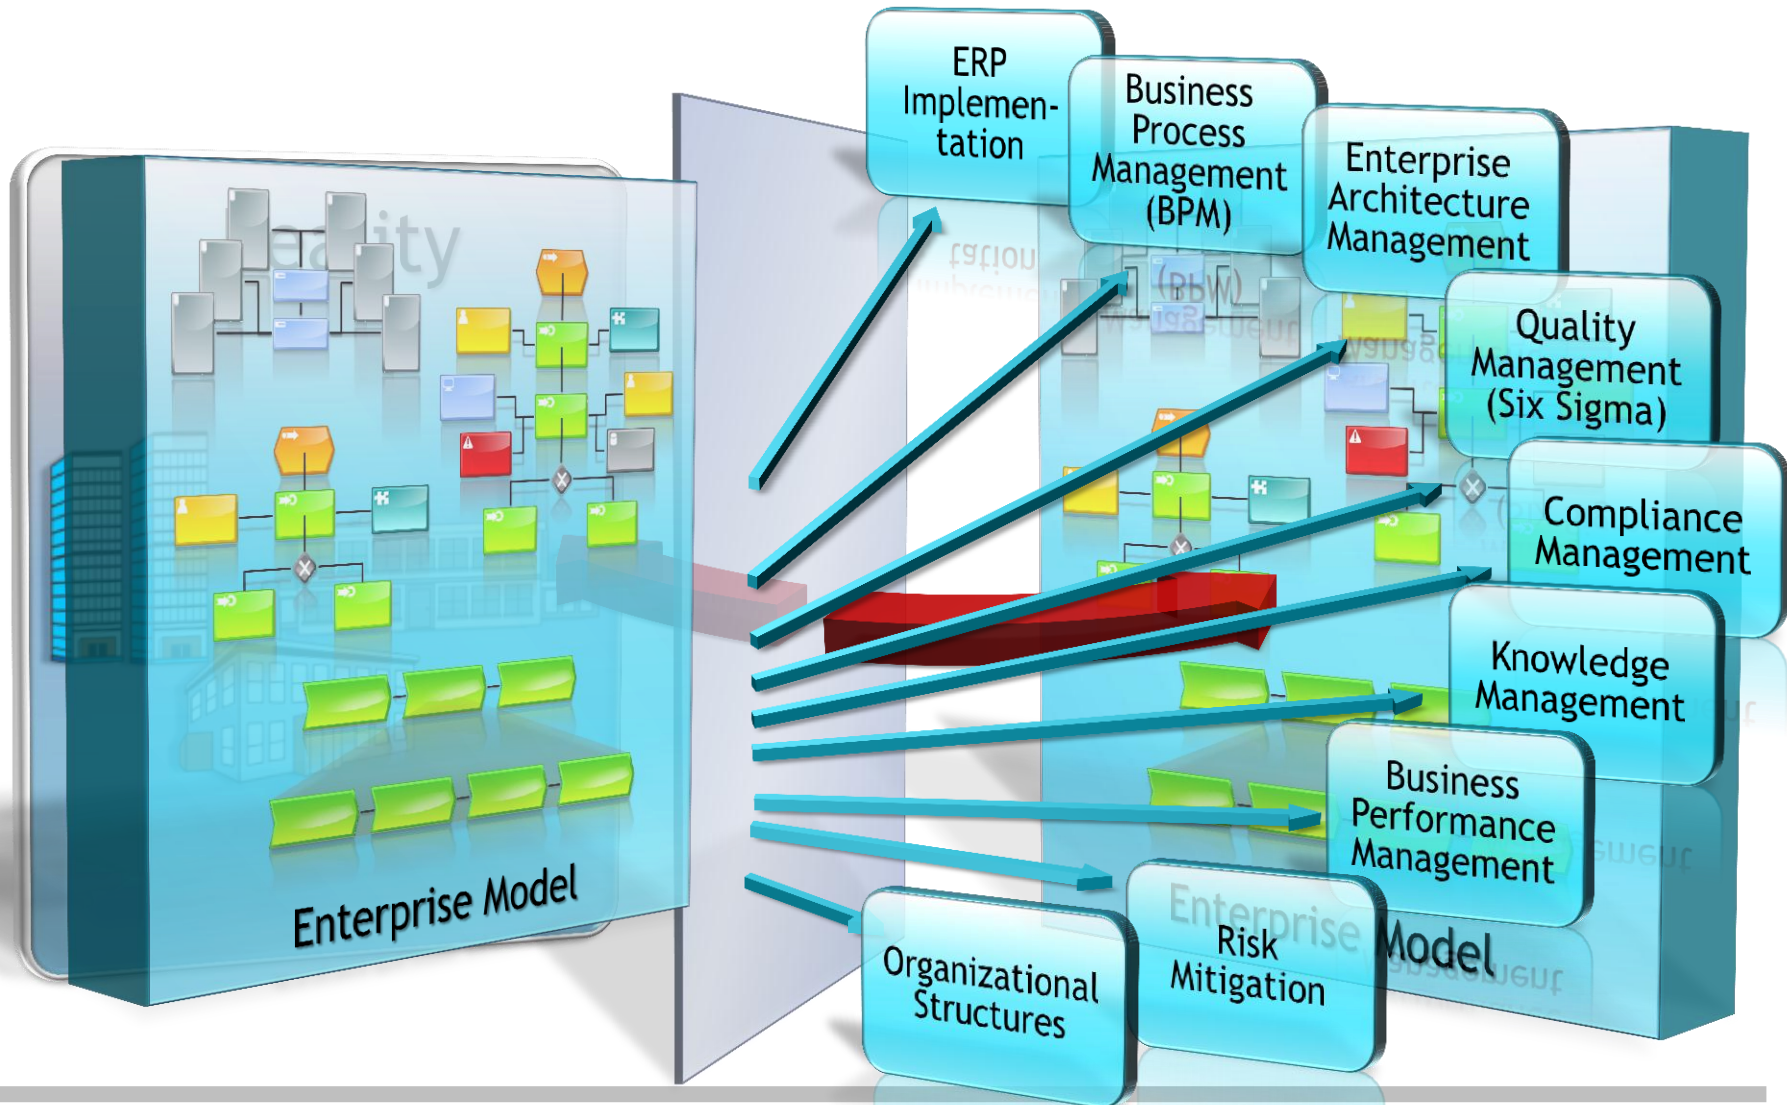 eality
Enterprise Model
ERP
Implemen-
tation
Business
Process
Management
(BPM)
Enterprise
Architecture
Management
Quality
Management
(Six Sigma)
Compliance
Management
Knowledge
Management
Business
Performance
Management
Risk
Mitigation
Organizational
Structures
Enterprise Model